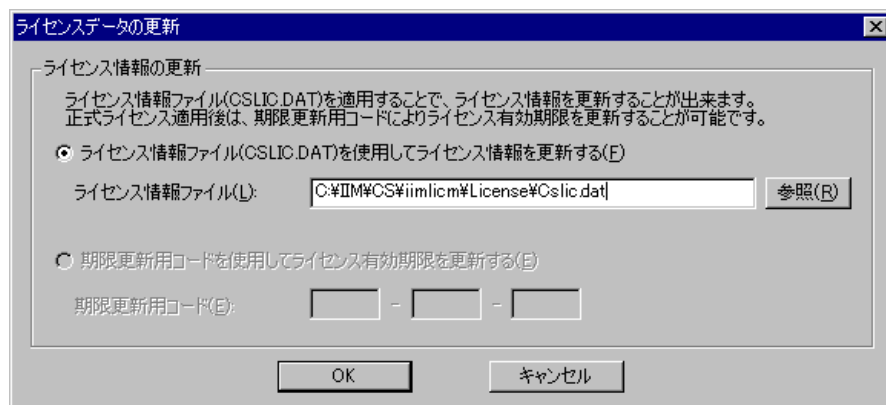 ライセンスデータの更新
ライセンス情報の更新
ライセンス情報ファイル(CSLIC.DAT)を適用することで、ライセンス情報を更新することが出来ます。
正式ライセンス適用後は、期限更新用コードによりライセンス有効期限を更新することが可能です。
ライセンス情報ファイル(CSLIC.DAT)を使用してライセンス情報を更新する(F)
ライセンス情報ファイル(L): C:¥IIM¥CS¥iimlicm¥License¥Cslic.dat 参照(R)
期限更新用コードを使用してライセンス有効期限を更新する(E)
期限更新用コード(E): - -
OK キャンセル